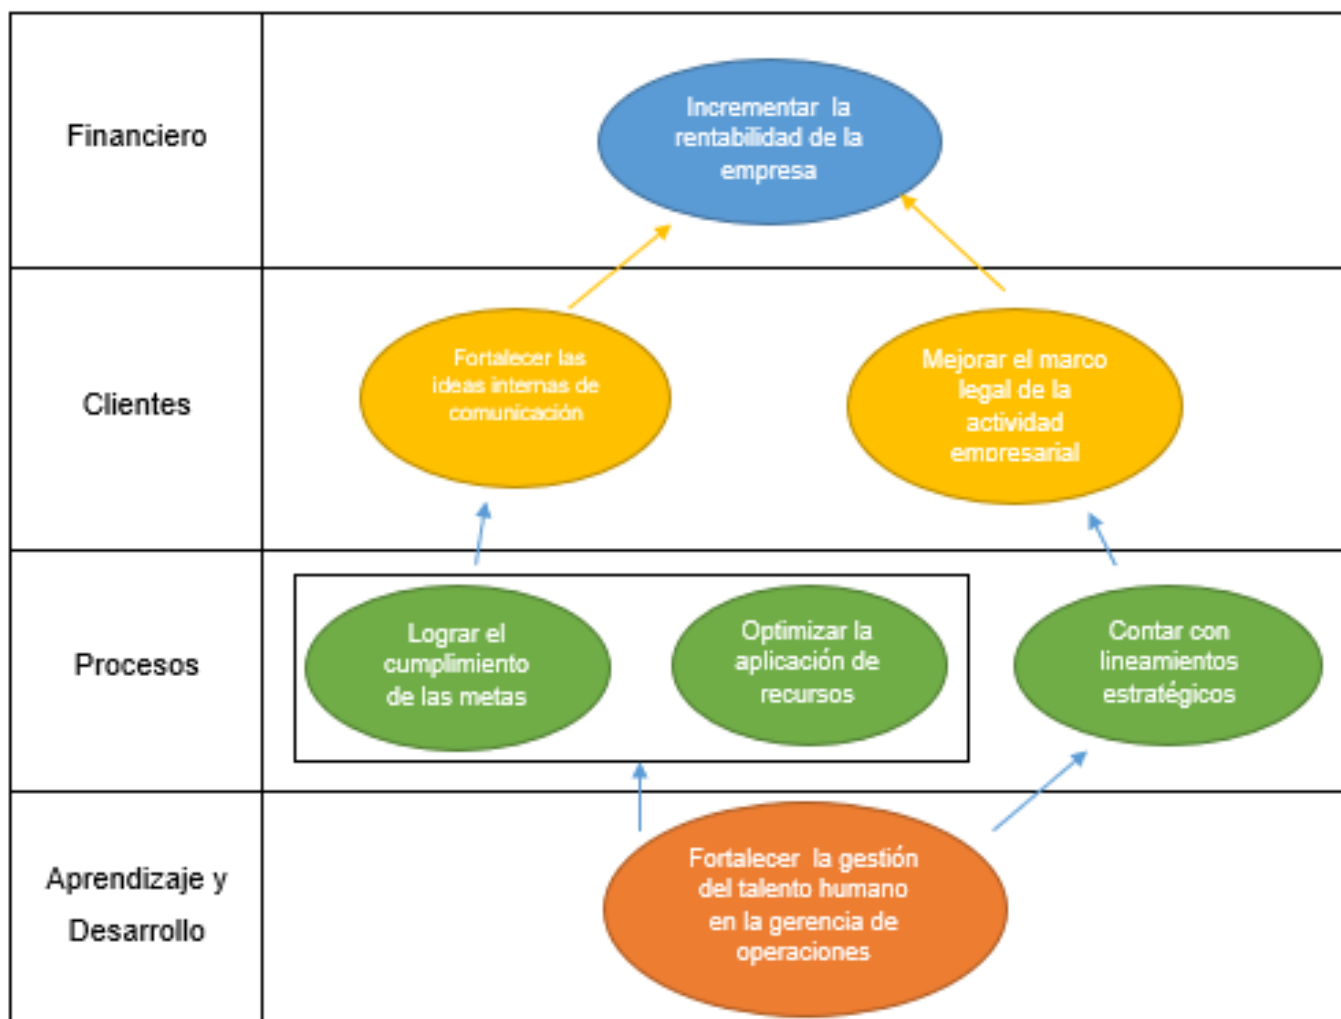 Financiero
Incrementar la
rentabilidad de la
empresa
Clientes
Fortalecer las
ideas internas de
comunicación
Mejorar el marco
legal de la
actividad
empresarial
Procesos
Lograr el
cumplimiento
de las metas
Optimizar la
aplicación de
recursos
Contar con
lineamientos
estratégicos
Aprendizaje y
Desarrollo
Fortalecer la gestión
del talento humano
en la gerencia de
operaciones